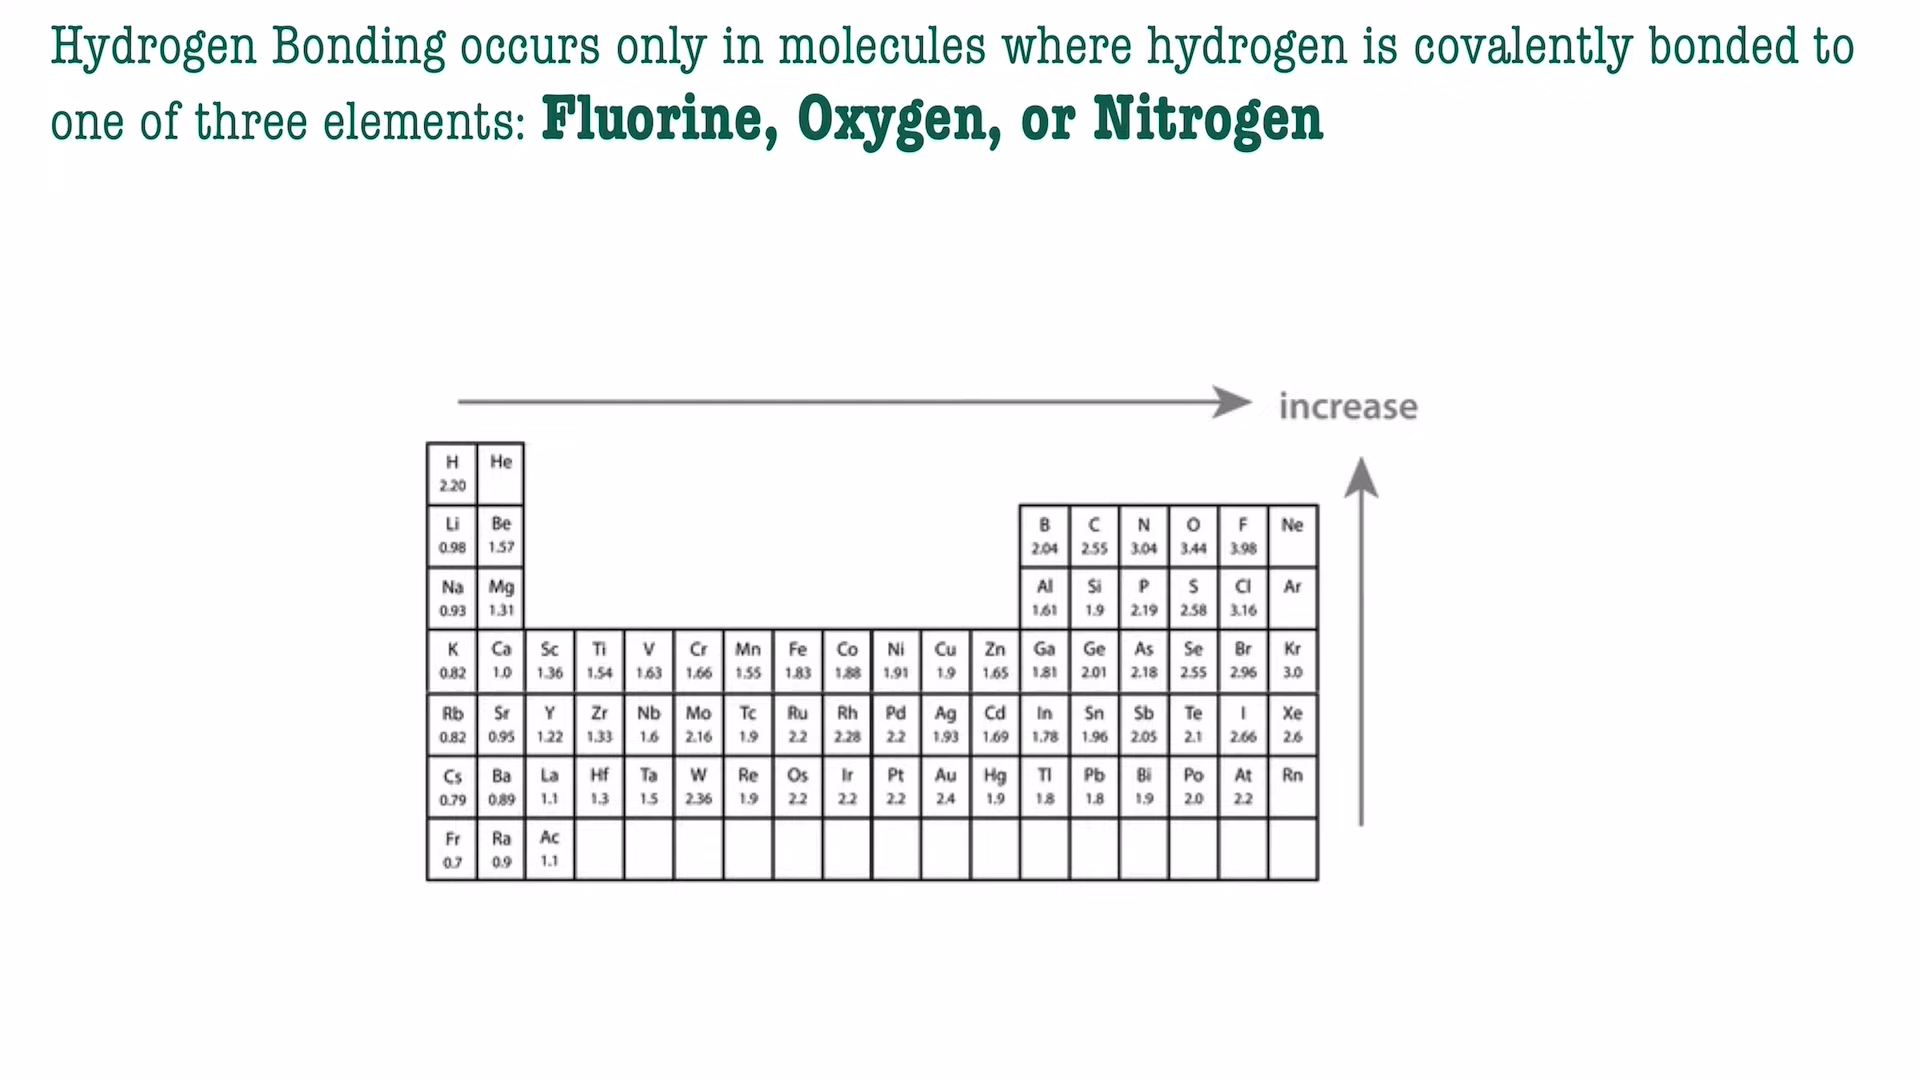 Hydrogen Bonding occurs only in molecules where hydrogen is covalently bonded to
one of three elements: Fluorine, Oxygen, or Nitrogen
increase
H He
2.20
Li Be B C N O F Ne
0.98 1.57 2.04 2.55 3.04 3.44 3.98
Na Mg Al Si P S Cl Ar
0.93 1.31 1.61 1.9 2.19 2.58 3.16
K Ca Sc Ti V Cr Mn Fe Co Ni Cu Zn Ga Ge As Se Br Kr
0.82 1.0 1.36 1.54 1.63 1.66 1.55 1.83 1.88 1.91 1.9 1.65 1.81 2.01 2.18 2.55 2.96 3.0
Rb Sr Y Zr Nb Mo Tc Ru Rh Pd Ag Cd In Sn Sb Te I Xe
0.82 0.95 1.22 1.33 1.6 2.16 1.9 2.2 2.28 2.2 1.93 1.69 1.78 1.96 2.05 2.1 2.66 2.6
Cs Ba La Hf Ta W Re Os Ir Pt Au Hg Tl Pb Bi Po At Rn
0.79 0.89 1.1 1.3 1.5 2.36 1.9 2.2 2.2 2.2 2.4 1.9 1.8 1.8 1.9 2.0 2.2
Fr Ra Ac
0.7 0.9 1.1